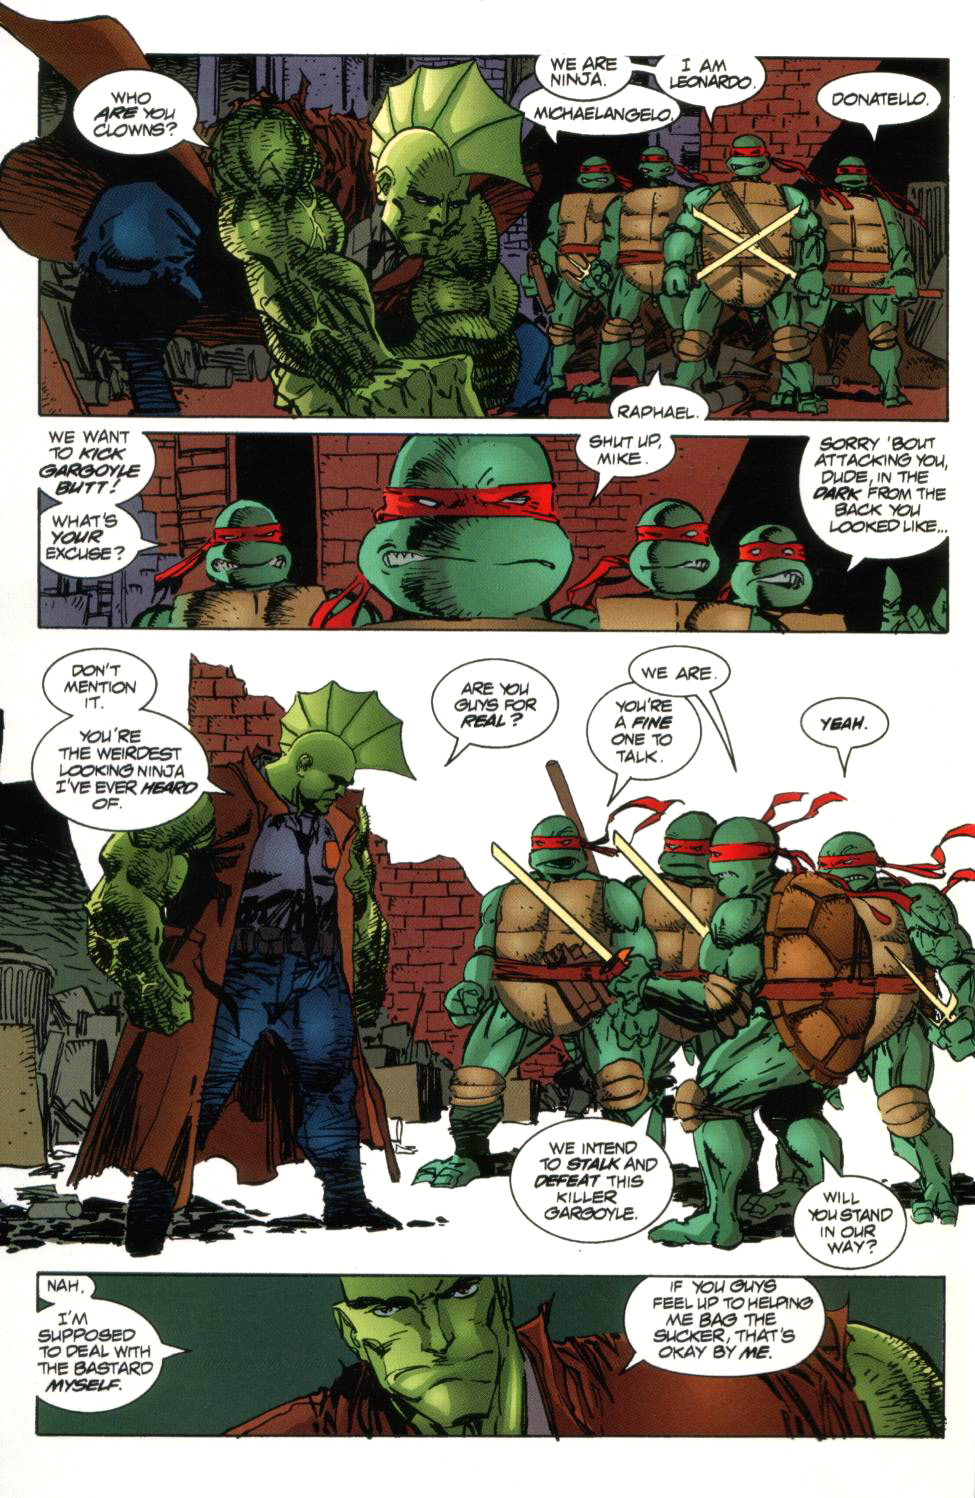 WHO
ARE YOU
CLOWNS?
WE ARE
NINJA.
MICHAELANGELO.
I AM
LEONARDO.
DONATELLO.
RAPHAEL.
WE WANT
TO KICK
GARGOYLE
BUTT!
WHAT'S
YOUR
EXCUSE?
SHUT UP,
MIKE.
SORRY 'BOUT
ATTACKING YOU,
DUDE, IN THE
DARK FROM THE
BACK YOU
LOOKED LIKE...
DON'T
MENTION
IT.
YOU'RE
THE WEIRDEST
LOOKING NINJA
I'VE EVER HEARD
OF.
ARE YOU
GUYS FOR
REAL?
WE ARE.
YOU'RE
A FINE
ONE TO
TALK.
YEAH.
WE INTEND
TO STALK AND
DEFEAT THIS
KILLER
GARGOYLE.
WILL
YOU STAND
IN OUR
WAY?
NAH.
I'M
SUPPOSED
TO DEAL WITH
THE BASTARD
MYSELF.
IF YOU GUYS
FEEL UP TO HELPING
ME BAG THE
SUCKER, THAT'S
OKAY BY ME.